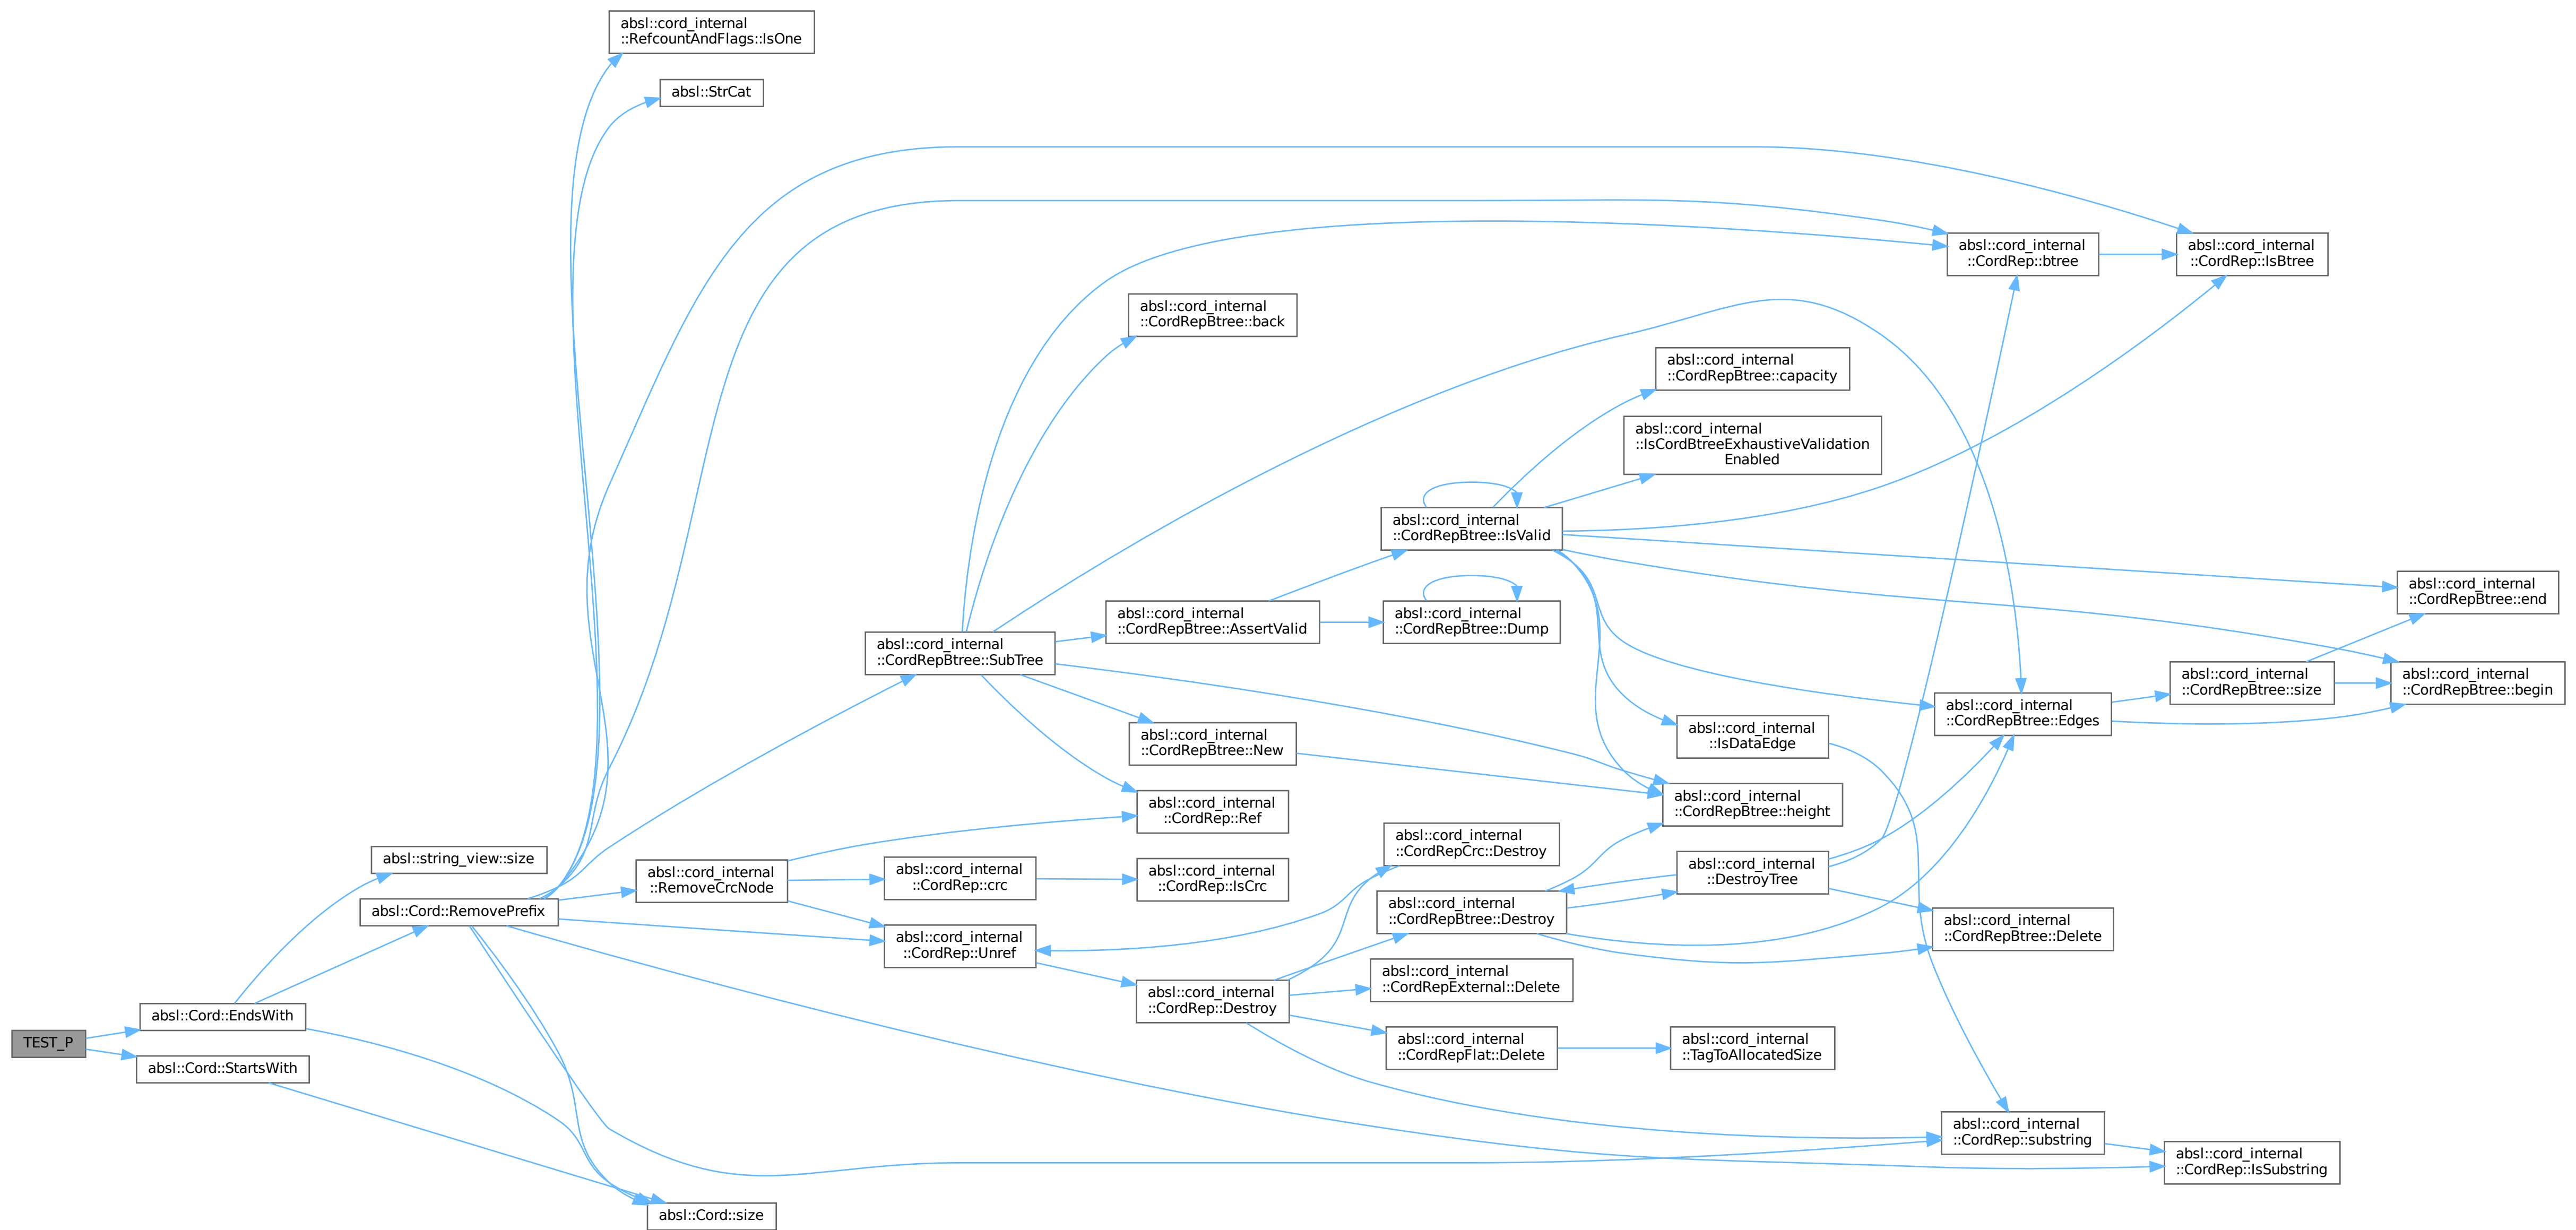 absl::cord_internal
::RefcountAndFlags::IsOne
absl::StrCat
absl::cord_internal
::CordRep::btree
absl::cord_internal
::CordRep::IsBtree
absl::cord_internal
::CordRepBtree::back
absl::cord_internal
::CordRepBtree::capacity
absl::cord_internal
::IsCordBtreeExhaustiveValidation
Enabled
absl::cord_internal
::CordRepBtree::IsValid
absl::cord_internal
::CordRepBtree::end
absl::cord_internal
::CordRepBtree::AssertValid
absl::cord_internal
::CordRepBtree::Dump
absl::cord_internal
::CordRepBtree::SubTree
absl::cord_internal
::CordRepBtree::size
absl::cord_internal
::CordRepBtree::begin
absl::cord_internal
::CordRepBtree::Edges
absl::cord_internal
::CordRepBtree::New
absl::cord_internal
::IsDataEdge
absl::cord_internal
::CordRep::Ref
absl::cord_internal
::CordRepBtree::height
absl::string_view::size
absl::cord_internal
::RemoveCrcNode
absl::cord_internal
::CordRep::crc
absl::cord_internal
::CordRep::IsCrc
absl::cord_internal
::CordRepCrc::Destroy
absl::cord_internal
::DestroyTree
absl::Cord::RemovePrefix
absl::cord_internal
::CordRepBtree::Destroy
absl::cord_internal
::CordRepBtree::Delete
absl::cord_internal
::CordRep::Unref
absl::cord_internal
::CordRep::Destroy
absl::cord_internal
::CordRepExternal::Delete
absl::Cord::EndsWith
TEST_P
absl::Cord::StartsWith
absl::cord_internal
::CordRepFlat::Delete
absl::cord_internal
::TagToAllocatedSize
absl::cord_internal
::CordRep::substring
absl::cord_internal
::CordRep::IsSubstring
absl::Cord::size